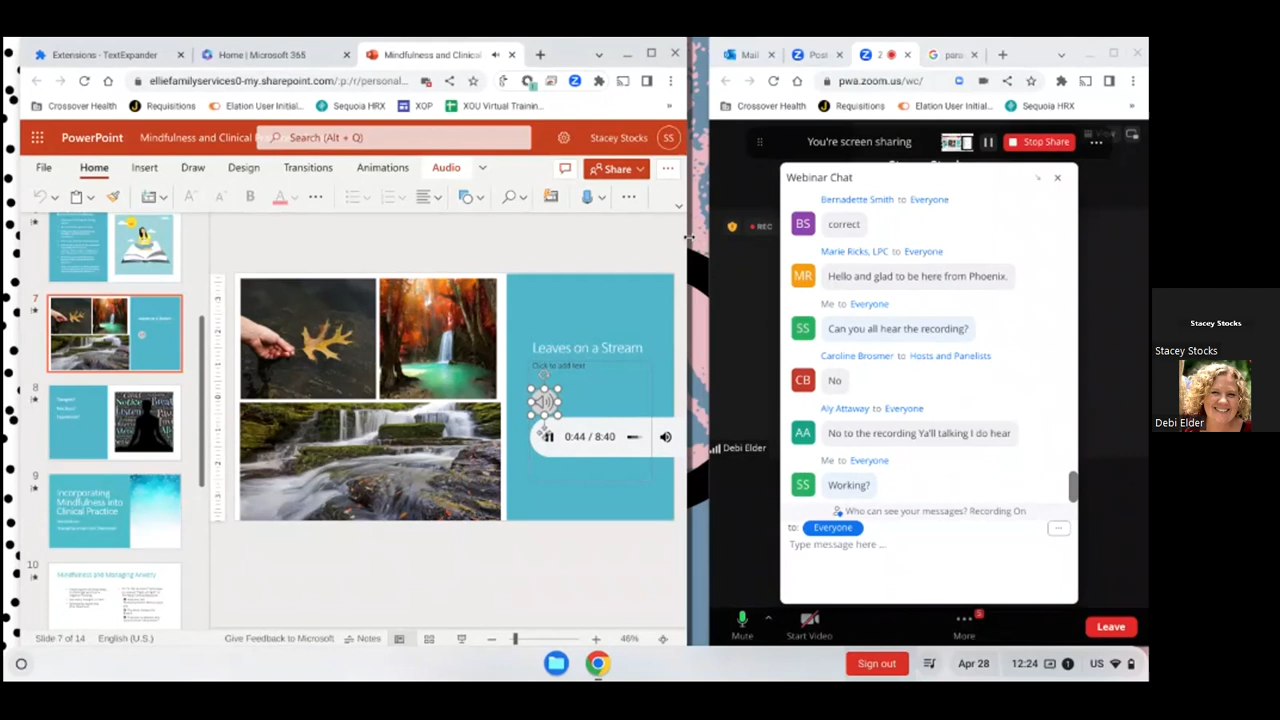 Extensions - TextExpander
Home | Microsoft 365
Mindfulness and Clinical
elliefamilyservices0-my.sharepoint.com/:p:/r/personal...
Crossover Health
Requisitions
Elation User Initial...
Sequoia HRX
XOP
XOU Virtual Trainin...
»
PowerPoint
Mindfulness and Clinical
Search (Alt + Q)
Stacey Stocks
SS
File
Home
Insert
Draw
Design
Transitions
Animations
Audio
Share
7
8
9
10
Incorporating
Mindfulness into
Clinical Practice
Mindfulness and Managing Anxiety
Leaves on a Stream
Click to add text
0:44 / 8:40
Slide 7 of 14
English (U.S.)
Give Feedback to Microsoft
Notes
46%
Mail
Post
2
para
pwa.zoom.us/wc/
Crossover Health
Requisitions
Elation User Initial...
Sequoia HRX
»
You're screen sharing
Stop Share
View
REC
Webinar Chat
Bernadette Smith to Everyone
BS
correct
Marie Ricks, LPC to Everyone
MR
Hello and glad to be here from Phoenix.
Me to Everyone
SS
Can you all hear the recording?
Caroline Brosmer to Hosts and Panelists
CB
No
Aly Attaway to Everyone
AA
No to the recording Ya'll talking I do hear
Me to Everyone
SS
Working?
Who can see your messages? Recording On
to: Everyone
Type message here ...
Debi Elder
Mute
Start Video
More
Leave
Sign out
Apr 28
12:24
1
US
Stacey Stocks
Stacey Stocks
Debi Elder